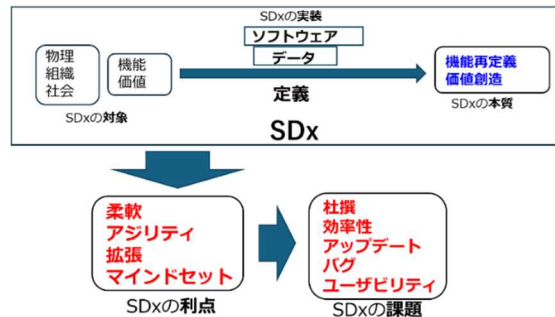 SDxの実装
ソフトウェア
データ
物理
組織
社会
機能
価値
SDxの対象
定義
機能再定義
価値創造
SDxの本質
SDx
柔軟
アジリティ
拡張
マインドセット
SDxの利点
杜撰
効率性
アップデート
バグ
ユーザビリティ
SDxの課題